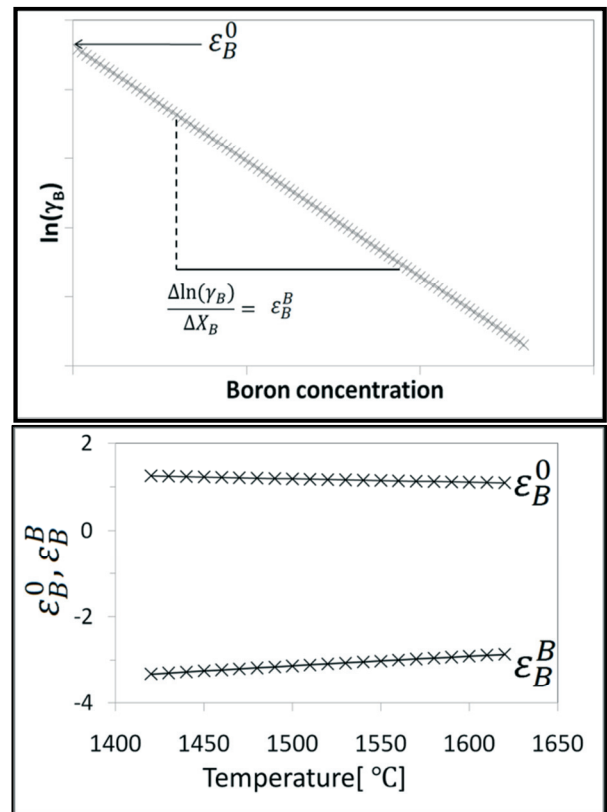 ε_B^0
ln(γ_B)
Δln(γ_B)/ΔX_B = ε_B^B
Boron concentration
2
0
-2
-4
ε_B^0, ε_B^B
ε_B^0
ε_B^B
1400 1450 1500 1550 1600 1650
Temperature[ °C]